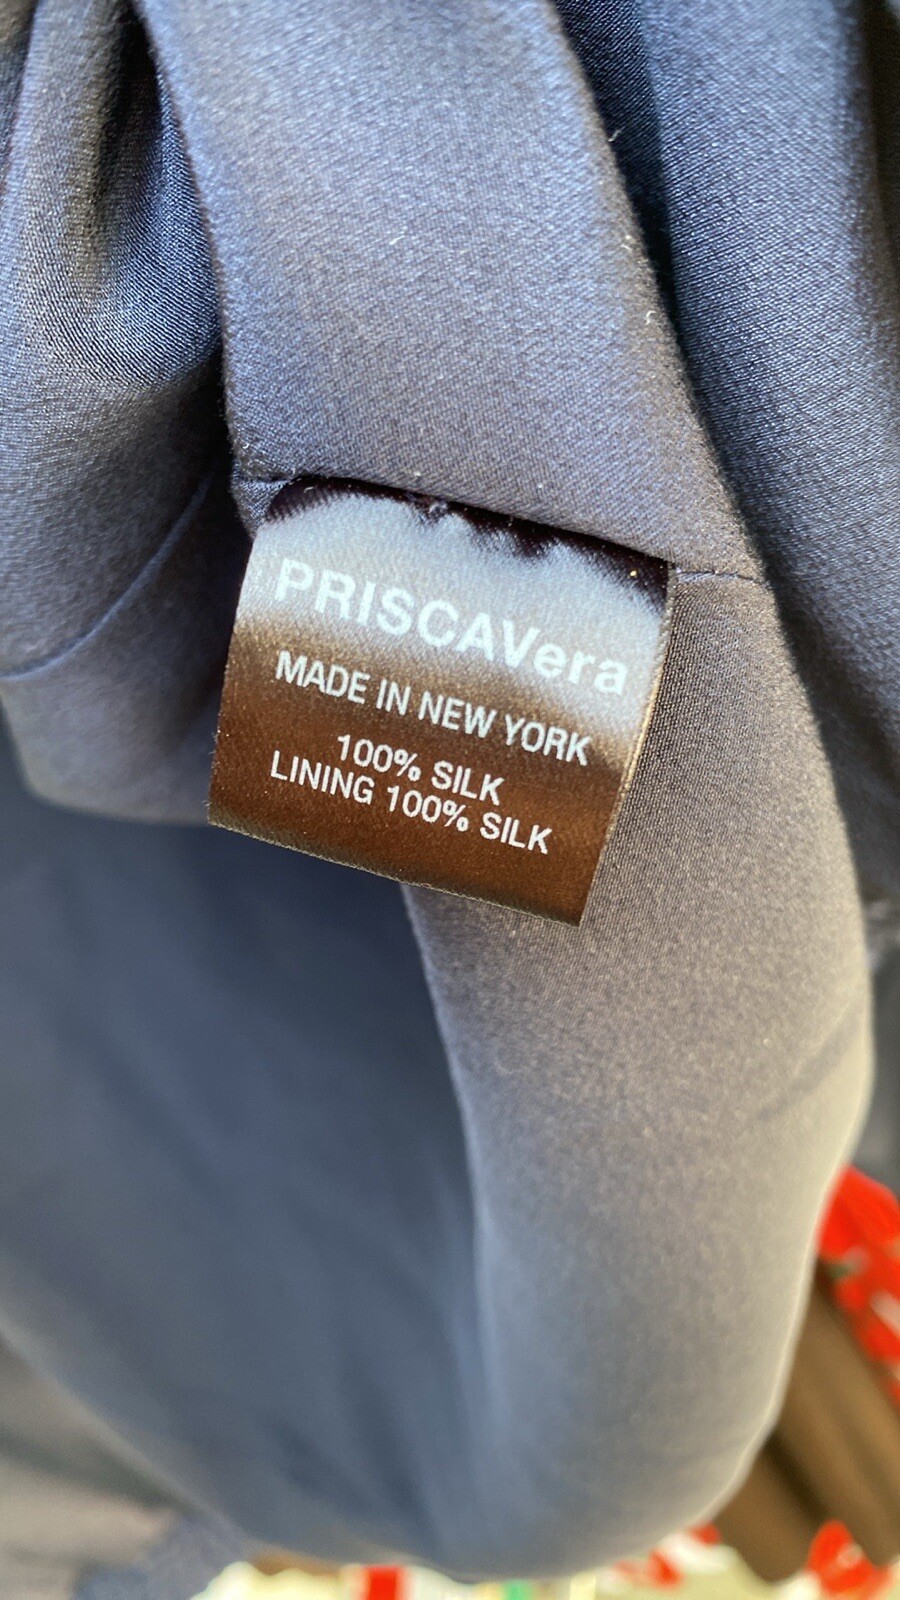 PRISCAVera
MADE IN NEW YORK
100% SILK
LINING 100% SILK